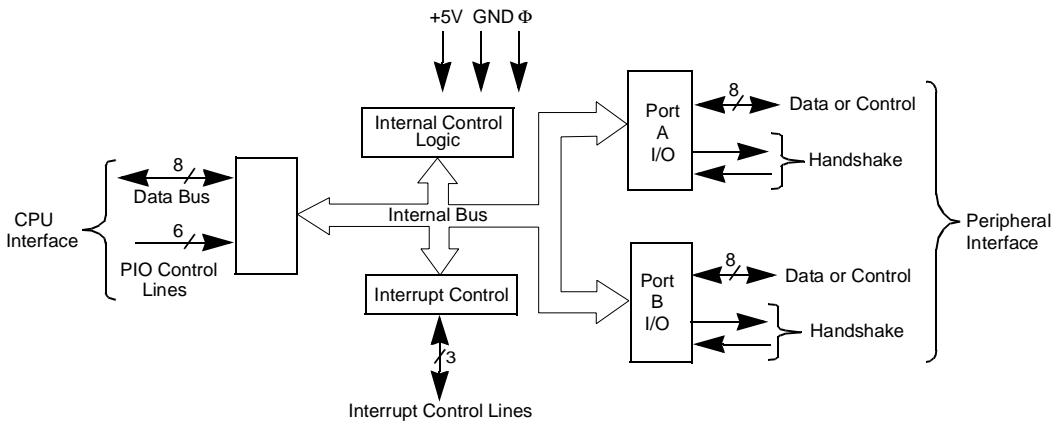 +5V GND Φ
Internal Control
Logic
8
Data Bus
CPU
Interface
6
PIO Control
Lines
Internal Bus
Interrupt Control
3
Interrupt Control Lines
Port
A
I/O
8
Data or Control
Handshake
Port
B
I/O
8
Data or Control
Handshake
Peripheral
Interface